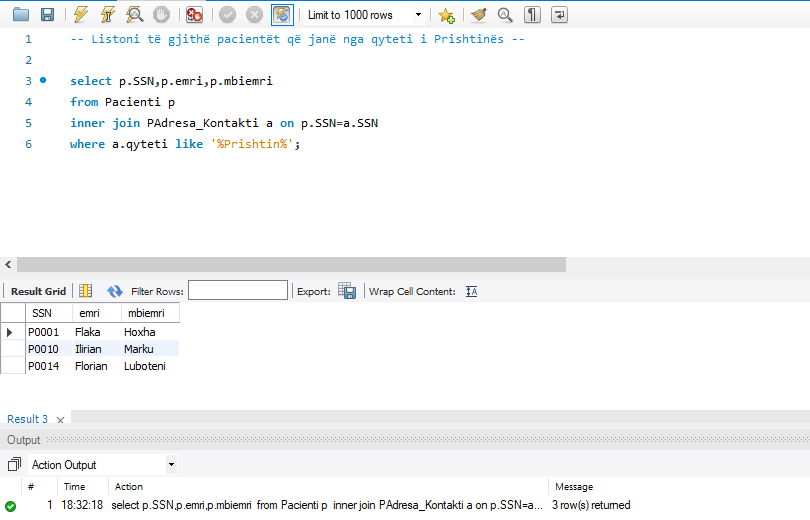 Limit to 1000 rows
1 -- Listoni të gjithë pacientët që janë nga qyteti i Prishtinës --
2
3 select p.SSN,p.emri,p.mbiemri
4 from Pacienti p
5 inner join PAdresa_Kontakti a on p.SSN=a.SSN
6 where a.qyteti like '%Prishtin%';
Result Grid Filter Rows: Export: Wrap Cell Content:
SSN emri mbiemri
P0001 Flaka Hoxha
P0010 Ilirian Marku
P0014 Florian Luboteni
Result 3
Output
Action Output
# Time Action Message
1 18:32:18 select p.SSN,p.emri,p.mbiemri from Pacienti p inner join PAdresa_Kontakti a on p.SSN=a... 3 row(s) returned